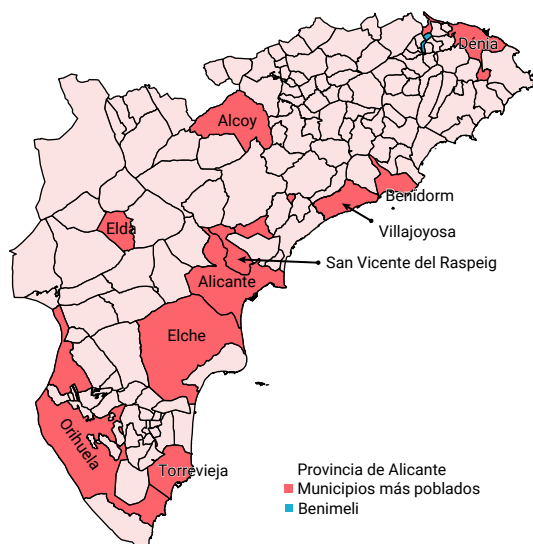 Dénia
Alcoy
Benidorm
Elda
Villajoyosa
San Vicente del Raspeig
Alicante
Elche
Orihuela
Torrevieja
Provincia de Alicante
Municipios más poblados
Benimeli